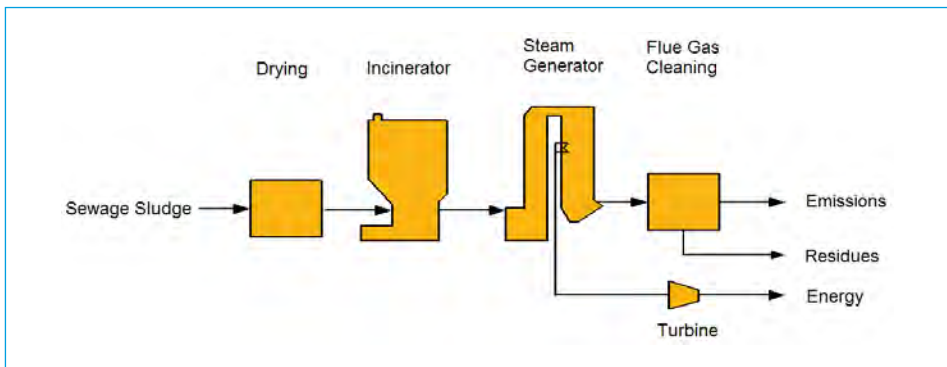 Drying
Incinerator
Steam
Generator
Flue Gas
Cleaning
Sewage Sludge
Emissions
Residues
Energy
Turbine